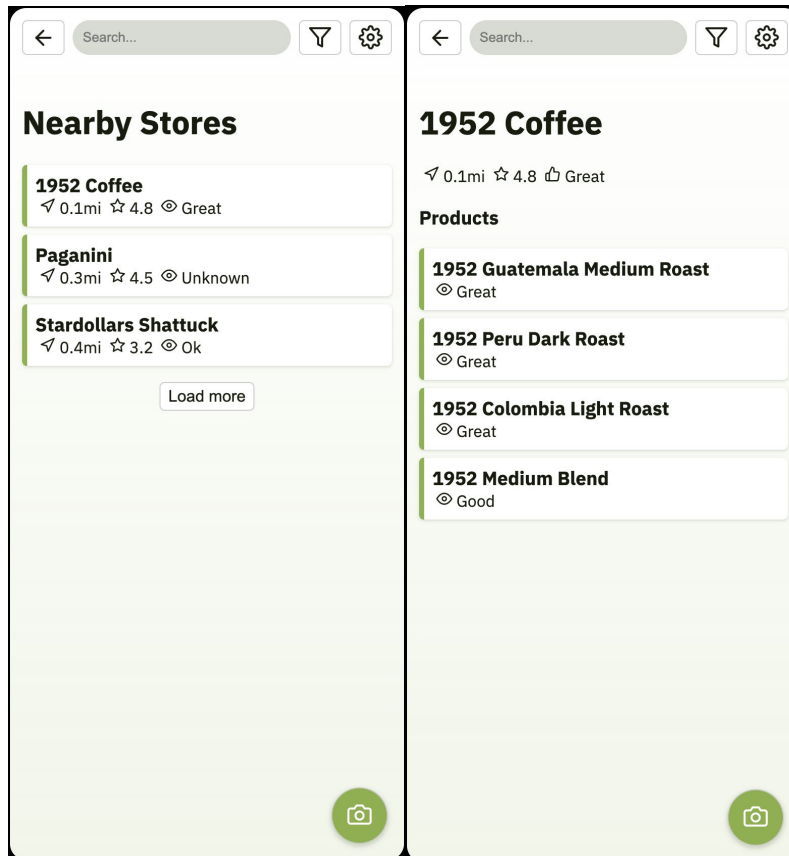 Search...
Nearby Stores
1952 Coffee
0.1mi 4.8 Great
Paganini
0.3mi 4.5 Unknown
Stardollars Shattuck
0.4mi 3.2 Ok
Load more
Search...
1952 Coffee
0.1mi 4.8 Great
Products
1952 Guatemala Medium Roast
Great
1952 Peru Dark Roast
Great
1952 Colombia Light Roast
Great
1952 Medium Blend
Good